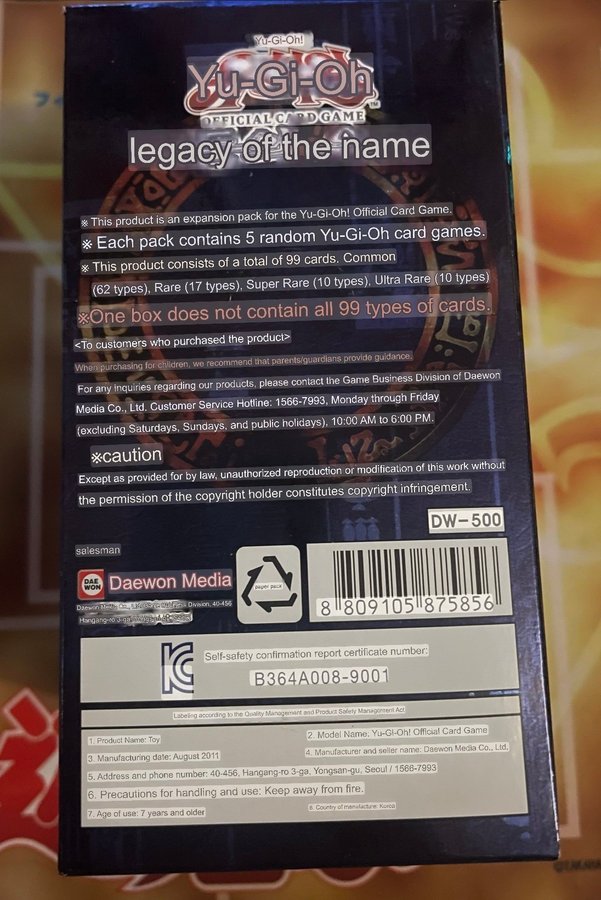 Yu-Gi-Oh!
Yu-Gi-Oh
OFFICIAL CARD GAME
legacy of the name
※ This product is an expansion pack for the Yu-Gi-Oh! Official Card Game.
※ Each pack contains 5 random Yu-Gi-Oh card games.
※ This product consists of a total of 99 cards. Common
(62 types), Rare (17 types), Super Rare (10 types), Ultra Rare (10 types)
※One box does not contain all 99 types of cards.
<To customers who purchased the product>
When purchasing for children, we recommend that parents/guardians provide guidance.
For any inquiries regarding our products, please contact the Game Business Division of Daewon
Media Co., Ltd. Customer Service Hotline: 1566-7993, Monday through Friday
(excluding Saturdays, Sundays, and public holidays). 10:00 AM to 6:00 PM.
※caution
Except as provided for by law, unauthorized reproduction or modification of this work without
the permission of the copyright holder constitutes copyright infringement.
DW-500
salesman
DAE WON
Daewon Media
Daewon Media Co., Division, 40-456
Hangang-ro 3-ga
paper pack
8 809105 875856
Self-safety confirmation report certificate number:
B364A008-9001
Labeling according to the Quality Management and Product Safety Management Act
1. Product Name: Toy
2. Model Name: Yu-Gi-Oh! Official Card Game
3. Manufacturing date: August 2011
4. Manufacturer and seller name: Daewon Media Co., Ltd.
5. Address and phone number: 40-456, Hangang-ro 3-ga, Yongsan-gu, Seoul / 1566-7993
6. Precautions for handling and use: Keep away from fire.
7. Age of use: 7 years and older
8. Country of manufacture: Korea